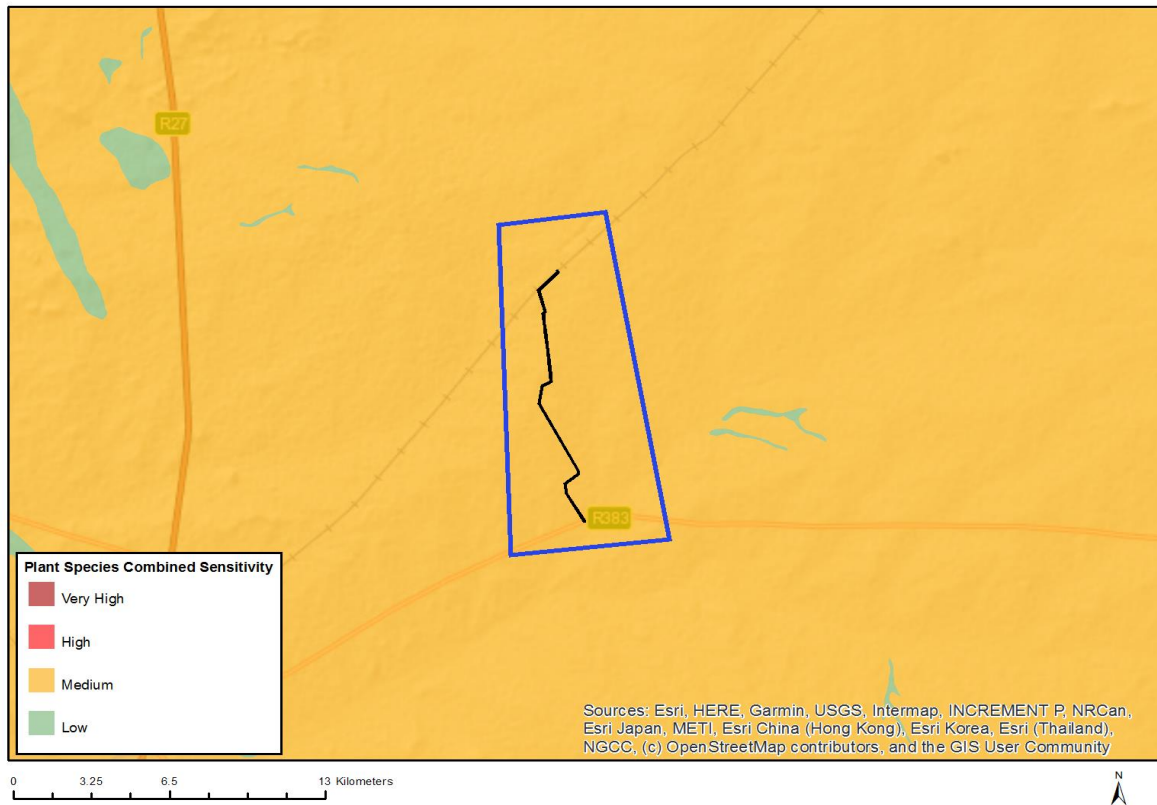 R27
R383
Plant Species Combined Sensitivity
Very High
High
Medium
Low
Sources: Esri, HERE, Garmin, USGS, Intermap, INCREMENT P, NRCan,
Esri Japan, METI, Esri China (Hong Kong), Esri Korea, Esri (Thailand),
NGCC, (c) OpenStreetMap contributors, and the GIS User Community
0 3.25 6.5 13 Kilometers
N